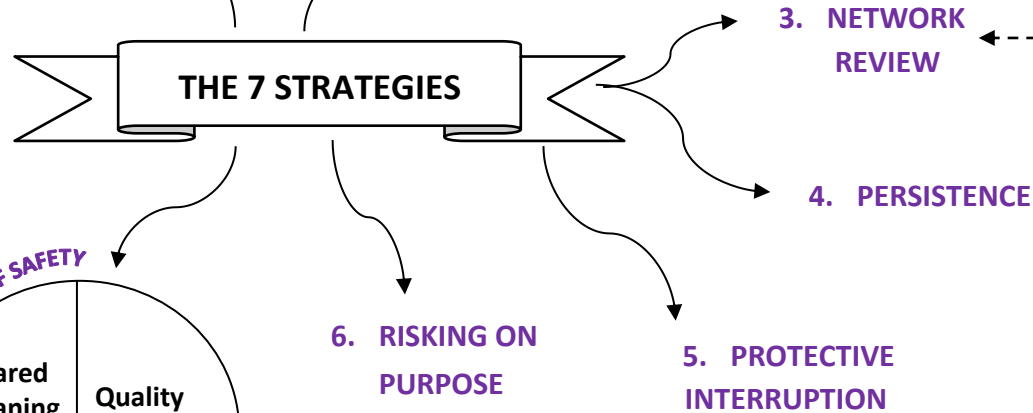 3. NETWORK
REVIEW
THE 7 STRATEGIES
4. PERSISTENCE
SAFETY
6. RISKING ON
PURPOSE
5. PROTECTIVE
INTERRUPTION
Quality